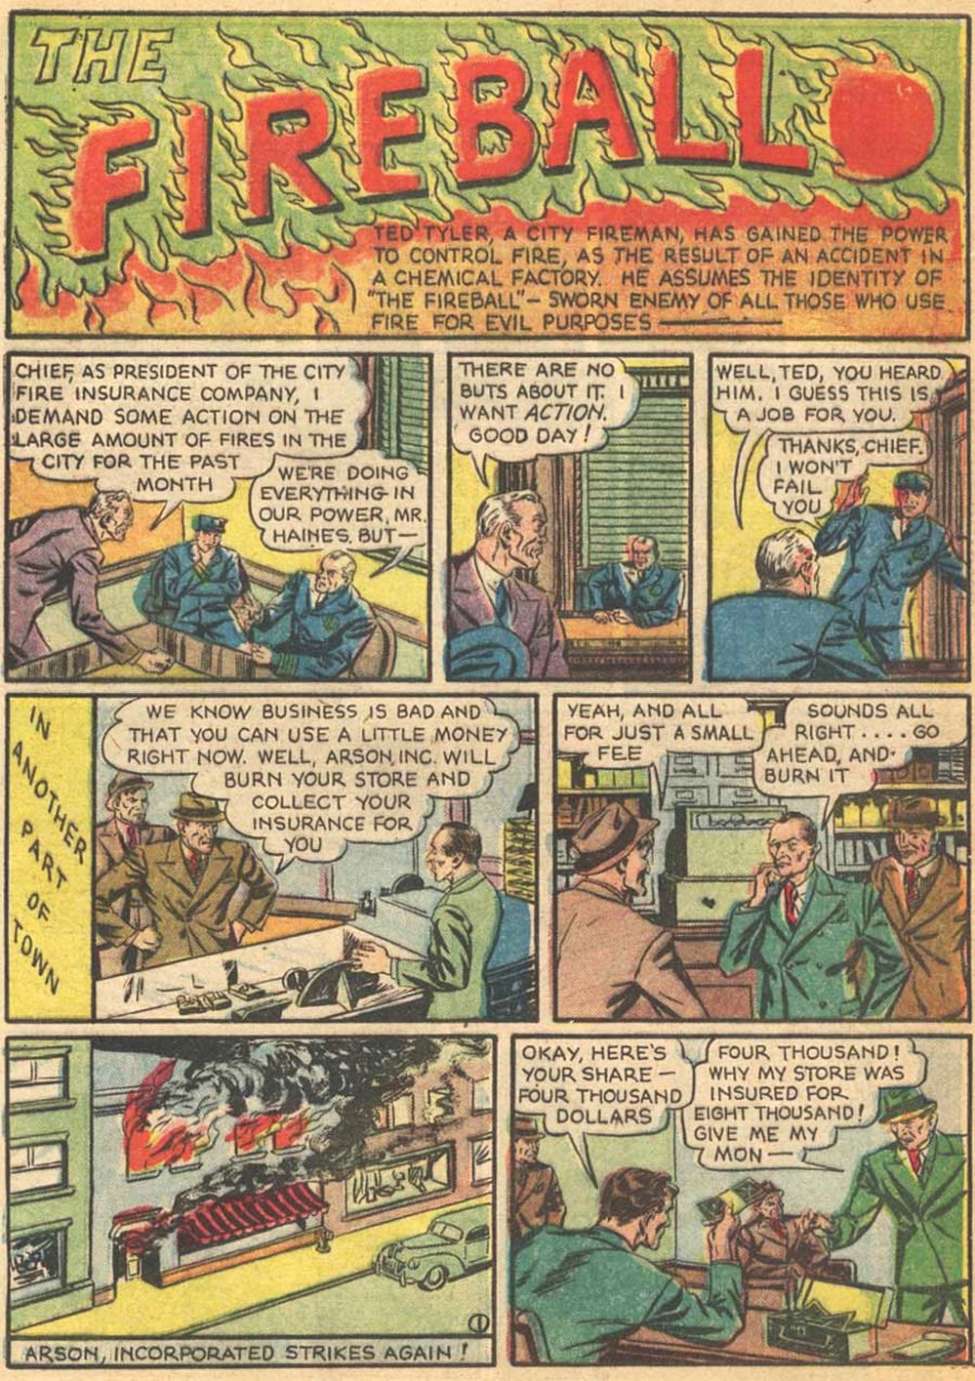 THE
FIREBALL
TED TYLER, A CITY FIREMAN, HAS GAINED THE POWER
TO CONTROL FIRE, AS THE RESULT OF AN ACCIDENT IN
A CHEMICAL FACTORY. HE ASSUMES THE IDENTITY OF
"THE FIREBALL"— SWORN ENEMY OF ALL THOSE WHO USE
FIRE FOR EVIL PURPOSES —
CHIEF, AS PRESIDENT OF THE CITY
FIRE INSURANCE COMPANY, I
DEMAND SOME ACTION ON THE
LARGE AMOUNT OF FIRES IN THE
CITY FOR THE PAST
MONTH
WE'RE DOING
EVERYTHING IN
OUR POWER, MR.
HAINES, BUT—
THERE ARE NO
BUTS ABOUT IT. I
WANT ACTION.
GOOD DAY!
WELL, TED, YOU HEARD
HIM. I GUESS THIS IS
A JOB FOR YOU.
THANKS, CHIEF.
I WON'T
FAIL
YOU
IN
ANOTHER
PART
OF
TOWN
WE KNOW BUSINESS IS BAD AND
THAT YOU CAN USE A LITTLE MONEY
RIGHT NOW. WELL, ARSON, INC. WILL
BURN YOUR STORE AND
COLLECT YOUR
INSURANCE FOR
YOU
YEAH, AND ALL
FOR JUST A SMALL
FEE
SOUNDS ALL
RIGHT....GO
AHEAD, AND
BURN IT
1
ARSON, INCORPORATED STRIKES AGAIN!
OKAY, HERE'S
YOUR SHARE —
FOUR THOUSAND
DOLLARS
FOUR THOUSAND!
WHY MY STORE WAS
INSURED FOR
EIGHT THOUSAND!
GIVE ME MY
MON—